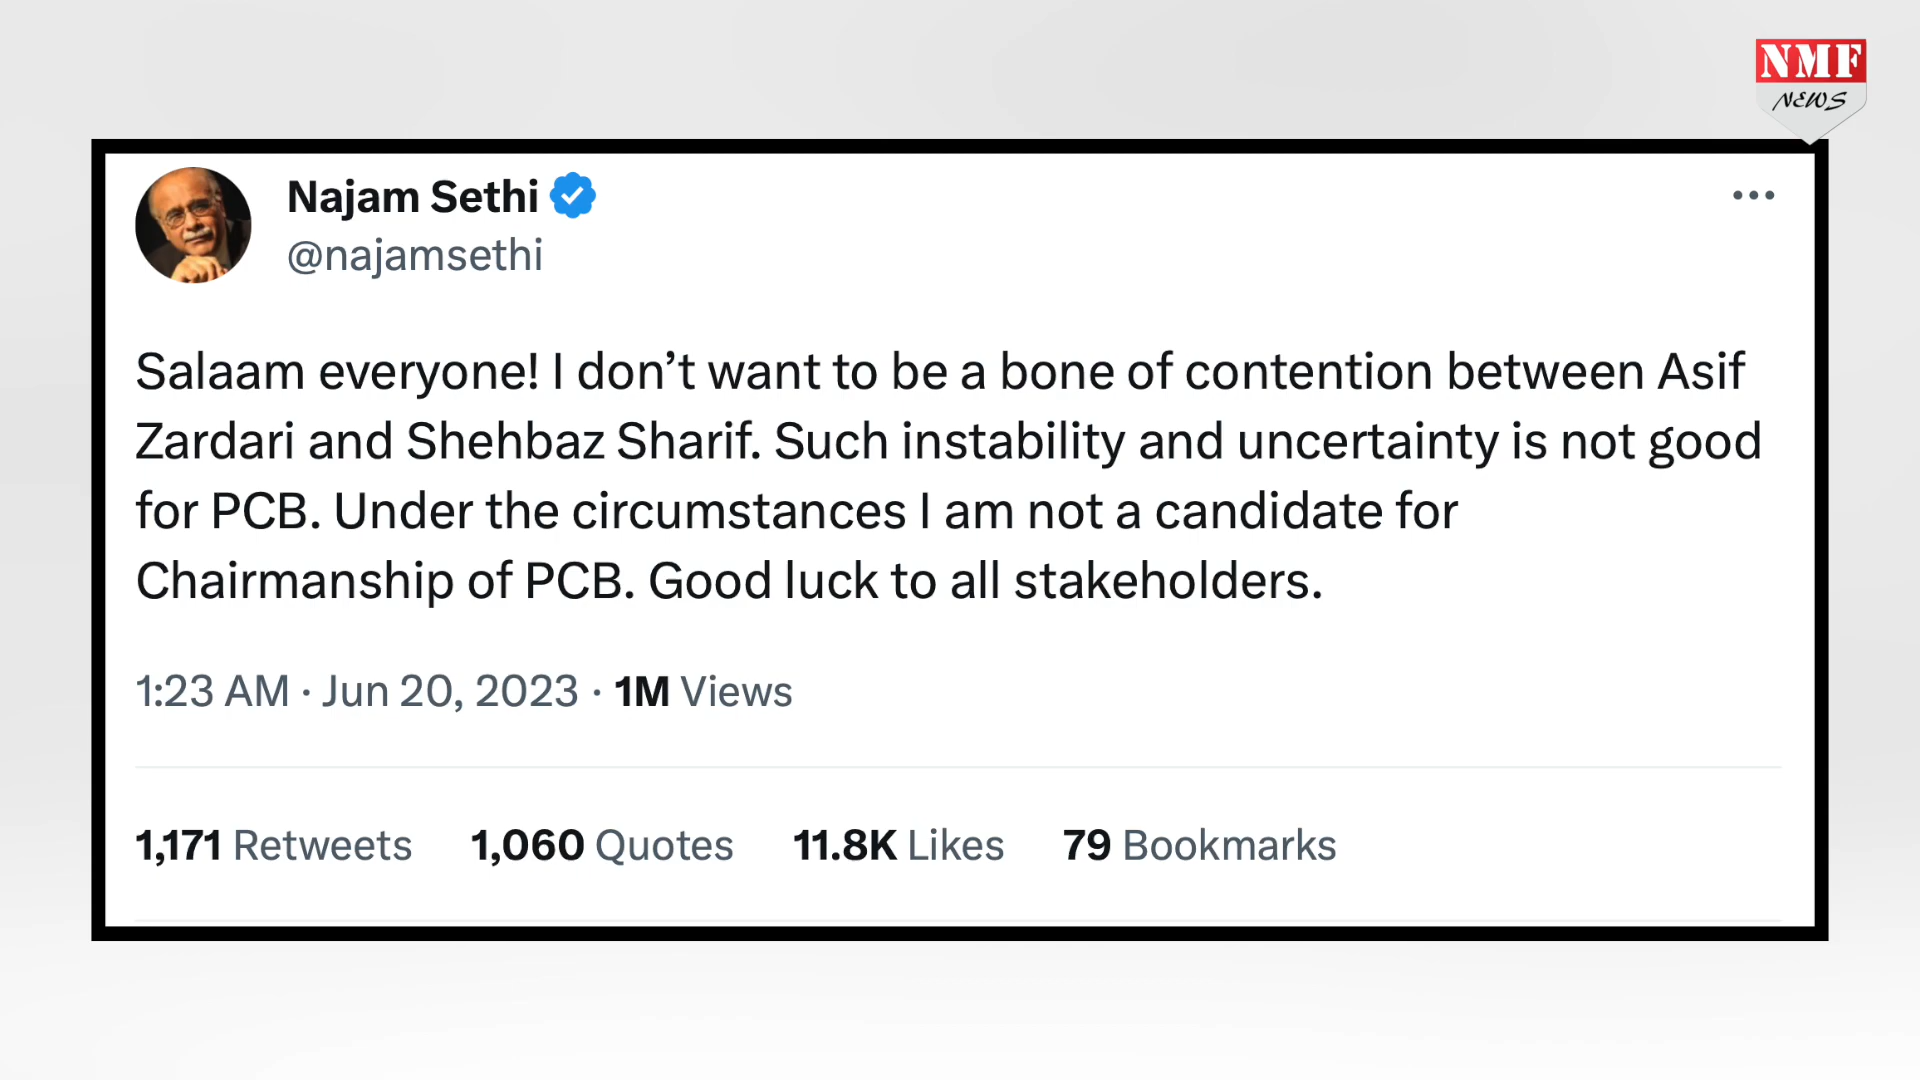 NMF
NEWS
Najam Sethi
@najamsethi
Salaam everyone! I don’t want to be a bone of contention between Asif
Zardari and Shehbaz Sharif. Such instability and uncertainty is not good
for PCB. Under the circumstances I am not a candidate for
Chairmanship of PCB. Good luck to all stakeholders.
1:23 AM · Jun 20, 2023 · 1M Views
1,171 Retweets 1,060 Quotes 11.8K Likes 79 Bookmarks